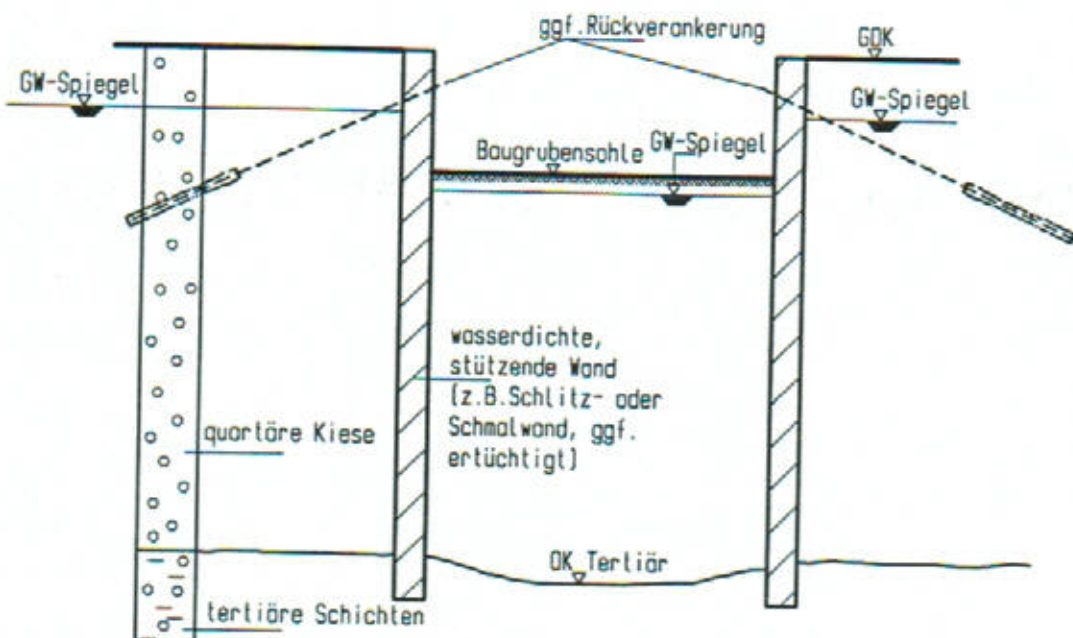 ggf.Rückverankerung
GOK
GW-Spiegel
GW-Spiegel
Baugrubensohle
GW-Spiegel
wasserdichte,
stützende Wand
(z.B.Schlitz- oder
Schmalwand, ggf.
ertüchtigt)
quartäre Kiese
OK Tertiär
tertiäre Schichten